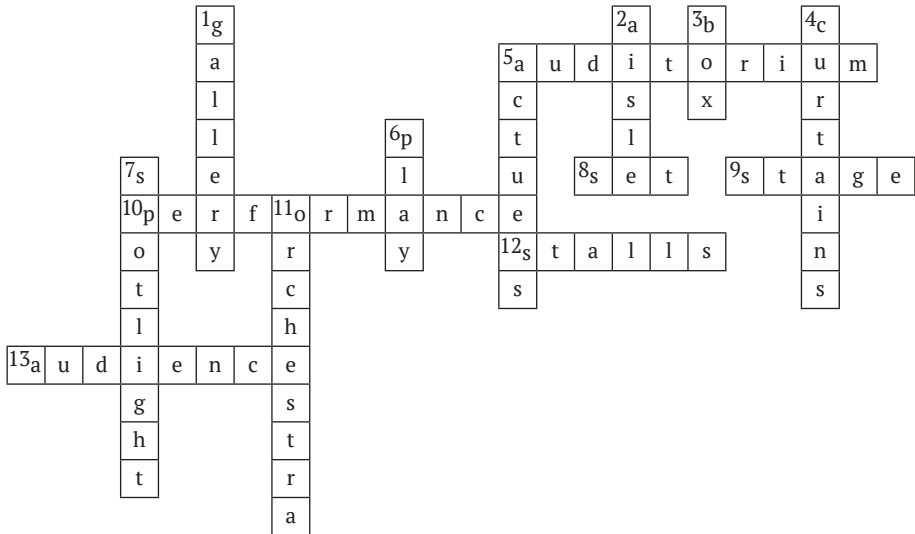 1g 2a 3b 4c
a 5a u d i t o r i u m
l c s x r
l 6p t l t
7s e l u 8s e t 9s t a g e
10p e r f 11o r m a n c e i
o y r y 12s t a l l s n
t c s s
l h
13a u d i e n c e
g s
h t
t r
a